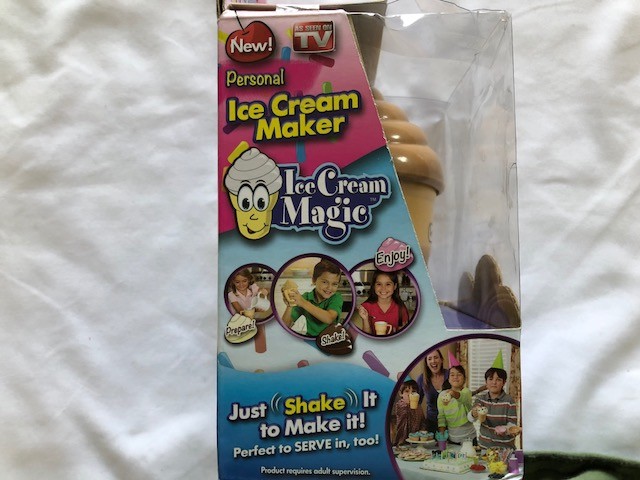 New!
AS SEEN ON
TV
Personal
Ice Cream
Maker
Ice Cream
Magic™
Enjoy!
Prepare!
Shake!
Just Shake It
to Make it!
Perfect to SERVE in, too!
Product requires adult supervision.